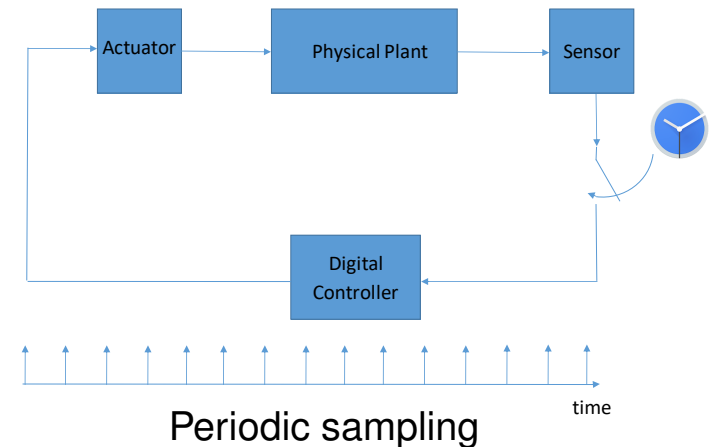 Actuator
Physical Plant
Sensor
Digital
Controller
time
Periodic sampling